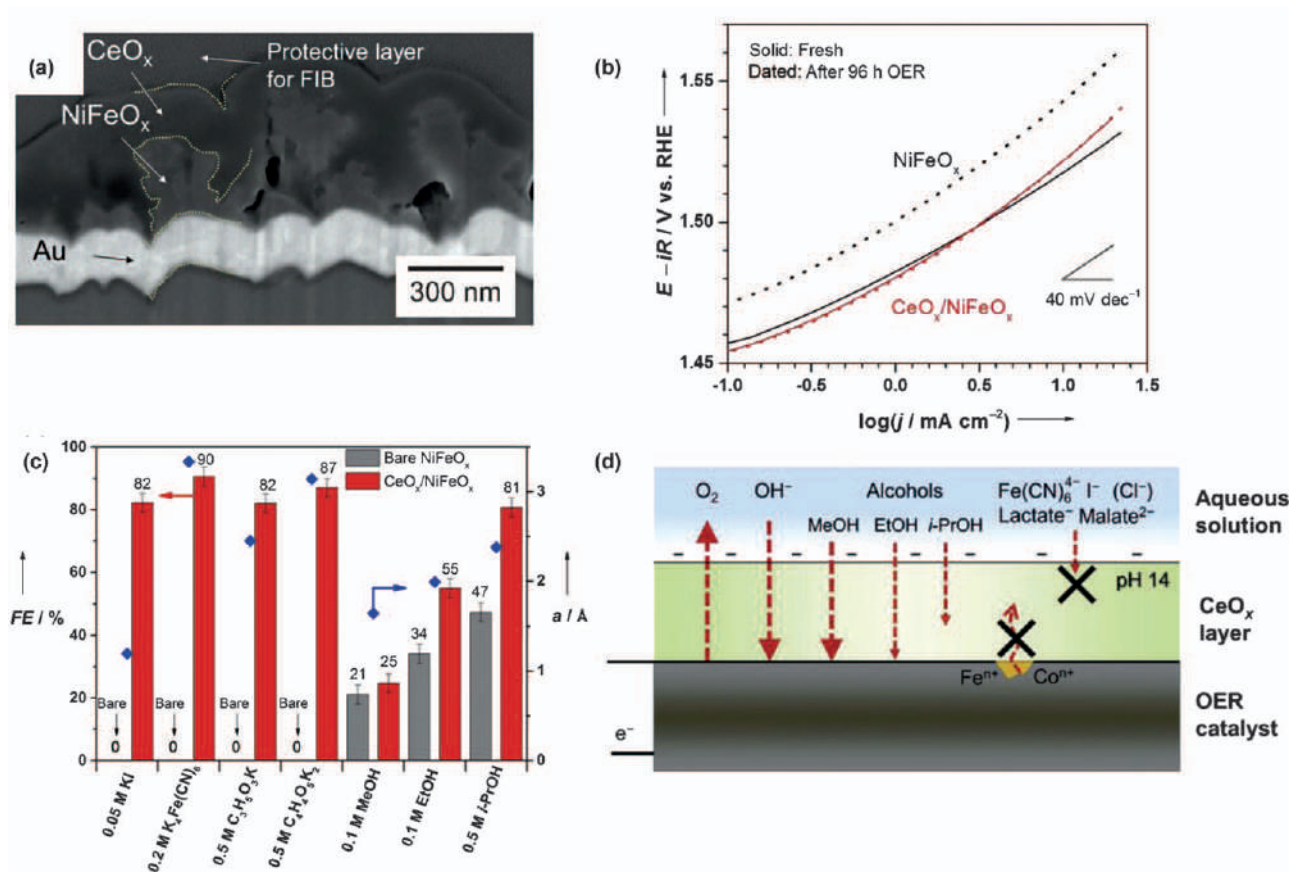 (a)
CeOₓ
Protective layer
for FIB
NiFeOₓ
Au
300 nm
(b)
Solid: Fresh
Dated: After 96 h OER
NiFeOₓ
CeOₓ/NiFeOₓ
40 mV dec⁻¹
E – iR / V vs. RHE
1.55
1.50
1.45
-1.0 -0.5 0.0 0.5 1.0 1.5
log(j / mA cm⁻²)
(c)
Bare NiFeOₓ
CeOₓ/NiFeOₓ
FE / %
100
80
60
40
20
0
82 90 82 87 21 25 34 55 47 81
Bare Bare Bare Bare
0 0 0 0
3
2
1
0
a / Å
0.05 M KI
0.2 M K₄Fe(CN)₆
0.5 M C₃H₅O₃K
0.5 M C₄H₄O₅K₂
0.1 M MeOH
0.1 M EtOH
0.5 M i-PrOH
(d)
O₂ OH⁻ Alcohols Fe(CN)₆⁴⁻ I⁻ (Cl⁻)
MeOH EtOH i-PrOH Lactate⁻ Malate²⁻
pH 14
Feⁿ⁺ Coⁿ⁺
e⁻
Aqueous
solution
CeOₓ
layer
OER
catalyst